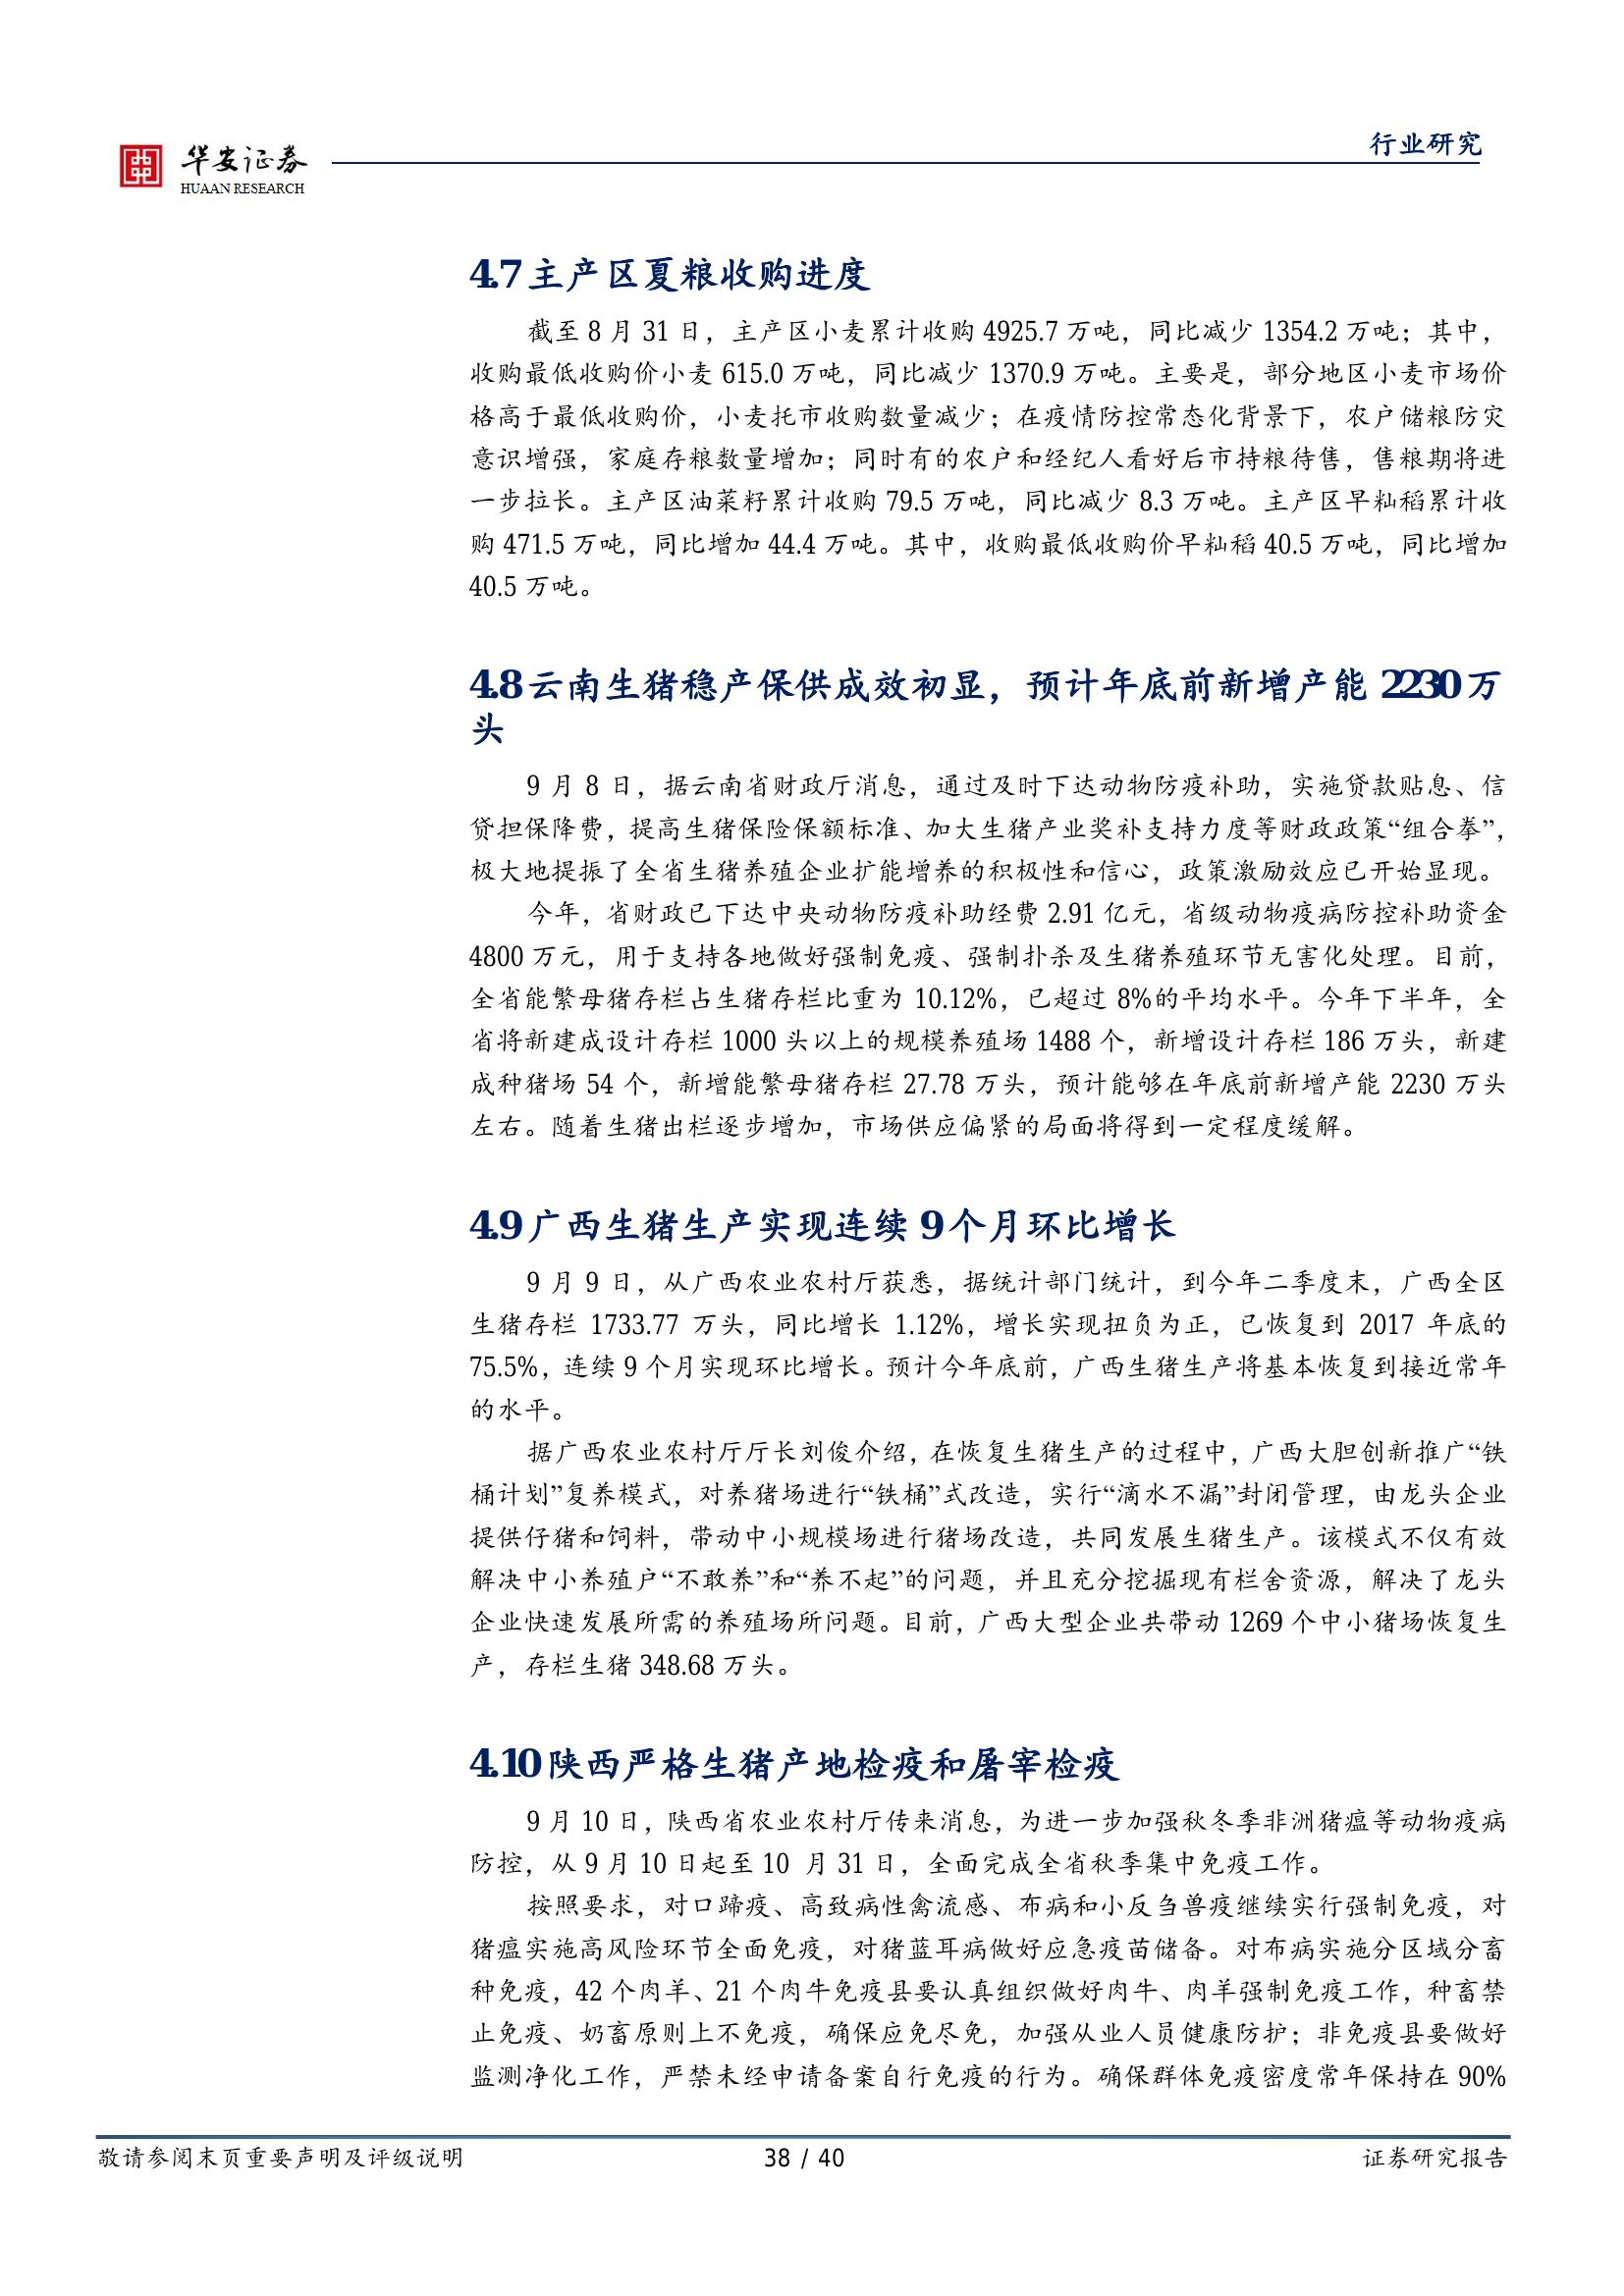 华安证券
HUAAN RESEARCH
行业研究
4.7 主产区夏粮收购进度
截至 8 月 31 日，主产区小麦累计收购 4925.7 万吨，同比减少 1354.2 万吨；其中，
收购最低收购价小麦 615.0 万吨，同比减少 1370.9 万吨。主要是，部分地区小麦市场价
格高于最低收购价，小麦托市收购数量减少；在疫情防控常态化背景下，农户储粮防灾
意识增强，家庭存粮数量增加；同时有的农户和经纪人看好后市持粮待售，售粮期将进
一步拉长。主产区油菜籽累计收购 79.5 万吨，同比减少 8.3 万吨。主产区早籼稻累计收
购 471.5 万吨，同比增加 44.4 万吨。其中，收购最低收购价早籼稻 40.5 万吨，同比增加
40.5 万吨。
4.8 云南生猪稳产保供成效初显，预计年底前新增产能 2230 万
头
9 月 8 日，据云南省财政厅消息，通过及时下达动物防疫补助，实施贷款贴息、信
贷担保降费，提高生猪保险保额标准、加大生猪产业奖补支持力度等财政政策“组合拳”，
极大地提振了全省生猪养殖企业扩能增养的积极性和信心，政策激励效应已开始显现。
今年，省财政已下达中央动物防疫补助经费 2.91 亿元，省级动物疫病防控补助资金
4800 万元，用于支持各地做好强制免疫、强制扑杀及生猪养殖环节无害化处理。目前，
全省能繁母猪存栏占生猪存栏比重为 10.12%，已超过 8%的平均水平。今年下半年，全
省将新建成设计存栏 1000 头以上的规模养殖场 1488 个，新增设计存栏 186 万头，新建
成种猪场 54 个，新增能繁母猪存栏 27.78 万头，预计能够在年底前新增产能 2230 万头
左右。随着生猪出栏逐步增加，市场供应偏紧的局面将得到一定程度缓解。
4.9 广西生猪生产实现连续 9 个月环比增长
9 月 9 日，从广西农业农村厅获悉，据统计部门统计，到今年二季度末，广西全区
生猪存栏 1733.77 万头，同比增长 1.12%，增长实现扭负为正，已恢复到 2017 年底的
75.5%，连续 9 个月实现环比增长。预计今年底前，广西生猪生产将基本恢复到接近常年
的水平。
据广西农业农村厅厅长刘俊介绍，在恢复生猪生产的过程中，广西大胆创新推广“铁
桶计划”复养模式，对养猪场进行“铁桶”式改造，实行“滴水不漏”封闭管理，由龙头企业
提供仔猪和饲料，带动中小规模场进行猪场改造，共同发展生猪生产。该模式不仅有效
解决中小养殖户“不敢养”和“养不起”的问题，并且充分挖掘现有栏舍资源，解决了龙头
企业快速发展所需的养殖场所问题。目前，广西大型企业共带动 1269 个中小猪场恢复生
产，存栏生猪 348.68 万头。
4.10 陕西严格生猪产地检疫和屠宰检疫
9 月 10 日，陕西省农业农村厅传来消息，为进一步加强秋冬季非洲猪瘟等动物疫病
防控，从 9 月 10 日起至 10 月 31 日，全面完成全省秋季集中免疫工作。
按照要求，对口蹄疫、高致病性禽流感、布病和小反刍兽疫继续实行强制免疫，对
猪瘟实施高风险环节全面免疫，对猪蓝耳病做好应急疫苗储备。对布病实施分区域分畜
种免疫，42 个肉羊、21 个肉牛免疫县要认真组织做好肉牛、肉羊强制免疫工作，种畜禁
止免疫、奶畜原则上不免疫，确保应免尽免，加强从业人员健康防护；非免疫县要做好
监测净化工作，严禁未经申请备案自行免疫的行为。确保群体免疫密度常年保持在 90%
敬请参阅末页重要声明及评级说明
38 / 40
证券研究报告